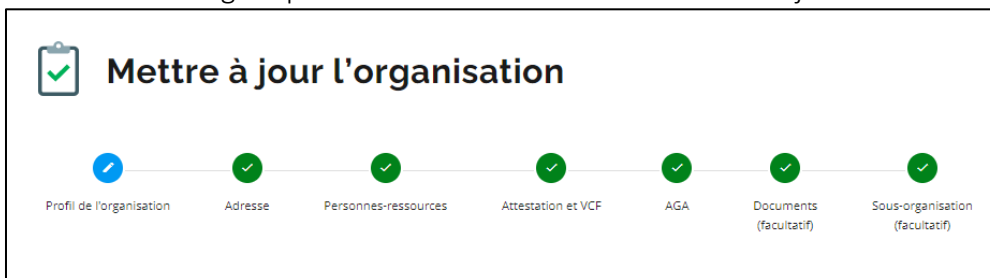 Mettre à jour l'organisation
Profil de l'organisation
Adresse
Personnes-ressources
Attestation et VCF
AGA
Documents
(facultatif)
Sous-organisation
(facultatif)